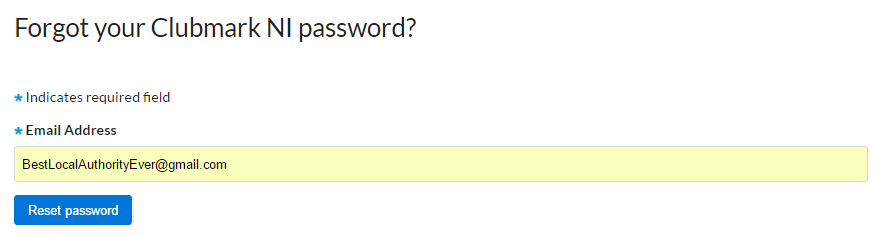 Forgot your Clubmark NI password?
* Indicates required field
* Email Address
BestLocalAuthorityEver@gmail.com
Reset password